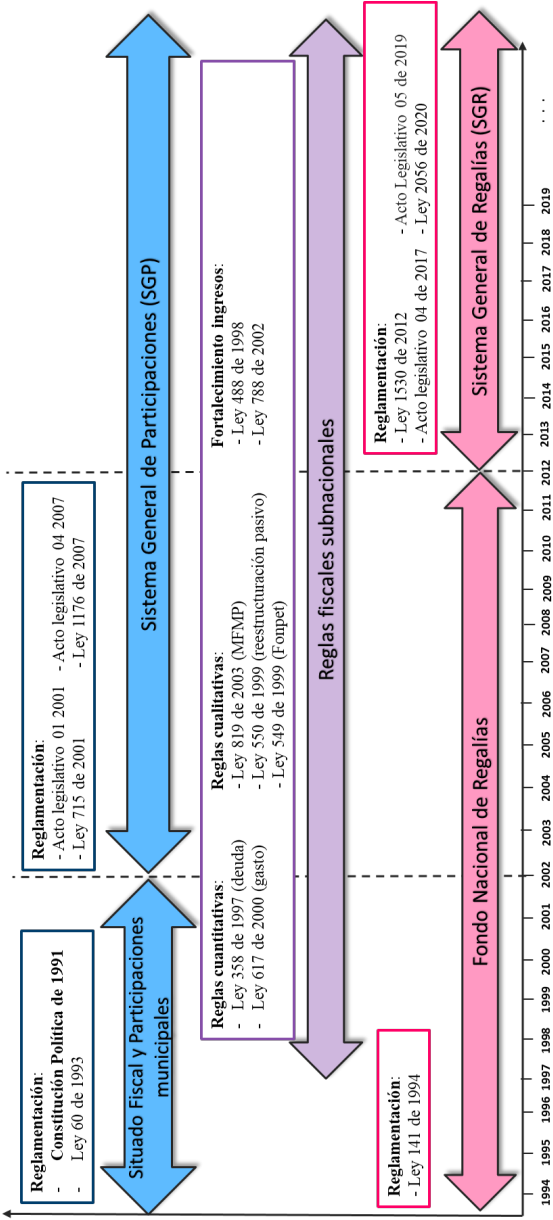 Reglamentación:
- Constitución Política de 1991
- Ley 60 de 1993
Reglamentación:
- Acto legislativo 01 2001
- Ley 715 de 2001
- Acto legislativo 04 2007
- Ley 1176 de 2007
Situado Fiscal y Participaciones
municipales
Sistema General de Participaciones (SGP)
Reglas cuantitativas:
- Ley 358 de 1997 (deuda)
- Ley 617 de 2000 (gasto)
Reglas cualitativas:
- Ley 819 de 2003 (MFMP)
- Ley 550 de 1999 (reestructuración pasivo)
- Ley 549 de 1999 (Fonpet)
Fortalecimiento ingresos:
- Ley 488 de 1998
- Ley 788 de 2002
Reglas fiscales subnacionales
Reglamentación:
- Ley 141 de 1994
Reglamentación:
- Ley 1530 de 2012
- Acto legislativo 04 de 2017
- Acto Legislativo 05 de 2019
- Ley 2056 de 2020
Fondo Nacional de Regalías
Sistema General de Regalías (SGR)
1994 1995 1996 1997 1998 1999 2000 2001 2002 2003 2004 2005 2006 2007 2008 2009 2010 2011 2012 2013 2014 2015 2016 2017 2018 2019 ...